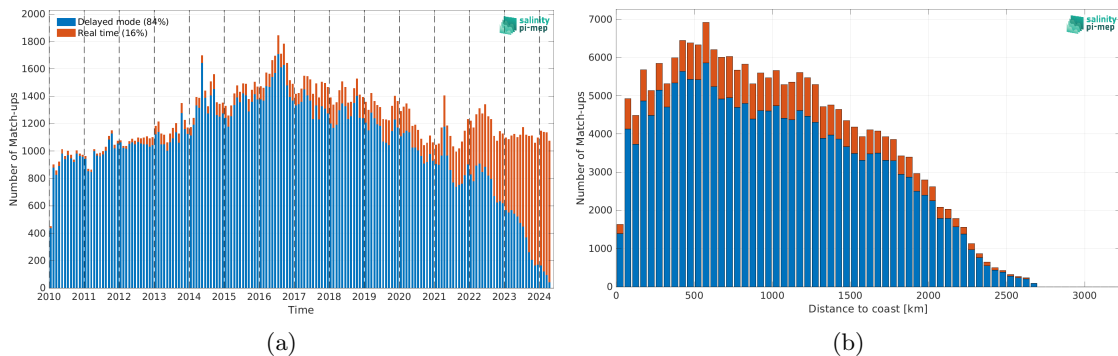 Delayed mode (84%)
Real time (16%)
salinity
pi-mep
Number of Match-ups
2000
1800
1600
1400
1200
1000
800
600
400
200
0
2010 2011 2012 2013 2014 2015 2016 2017 2018 2019 2020 2021 2022 2023 2024
Time
(a)
salinity
pi-mep
Number of Match-ups
7000
6000
5000
4000
3000
2000
1000
0
0 500 1000 1500 2000 2500 3000
Distance to coast [km]
(b)